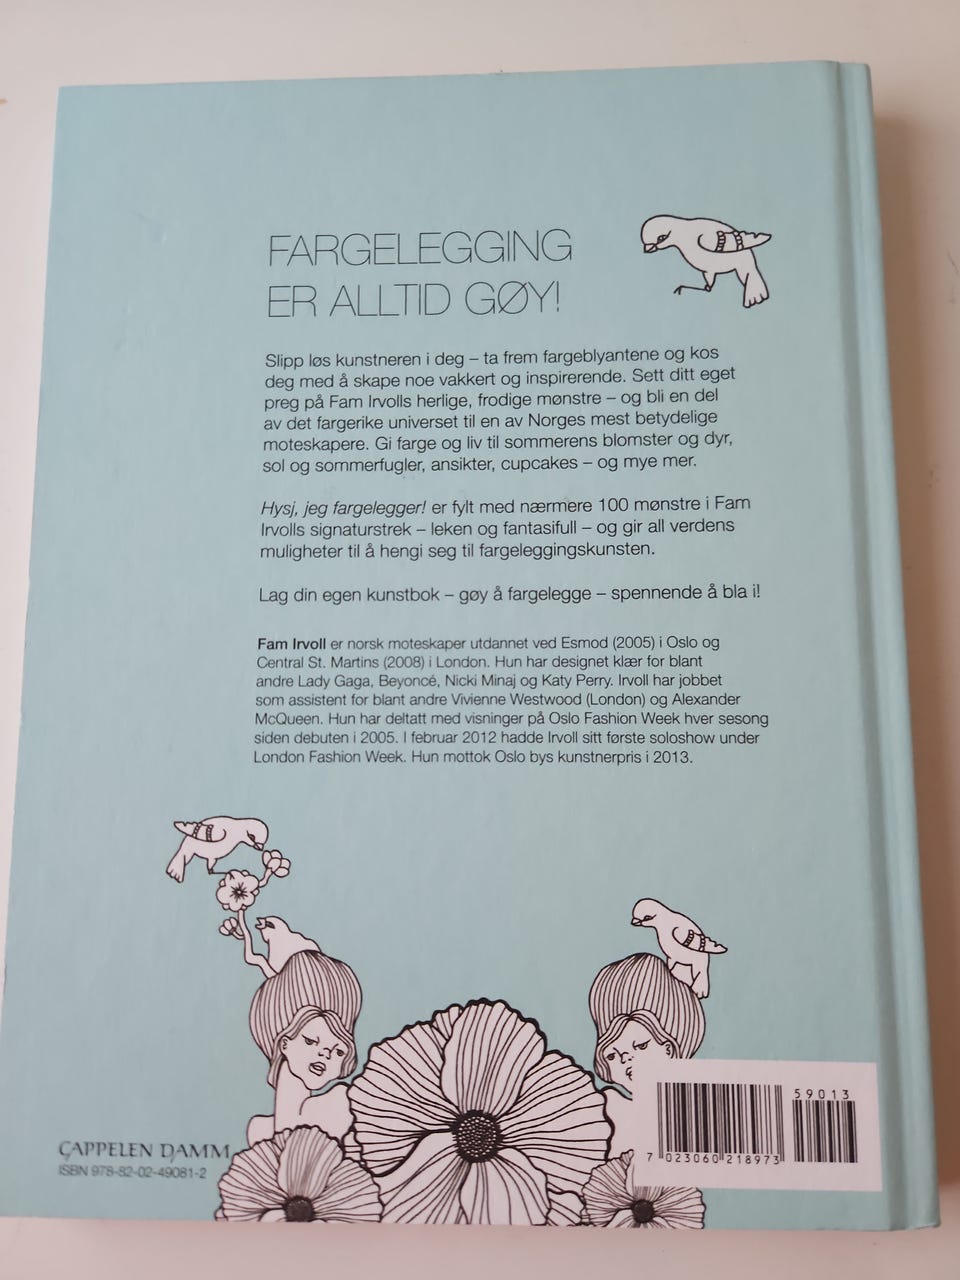 FARGELEGGING
ER ALLTID GØY!
Slipp løs kunstneren i deg – ta frem fargeblyantene og kos
deg med å skape noe vakkert og inspirerende. Sett ditt eget
preg på Fam Irvolls herlige, frodige mønstre – og bli en del
av det fargerike universet til en av Norges mest betydelige
moteskapere. Gi farge og liv til sommerens blomster og dyr,
sol og sommerfugler, ansikter, cupcakes – og mye mer.
Hysj, jeg fargelegger! er fylt med nærmere 100 mønstre i Fam
Irvolls signaturstrek – leken og fantasifull – og gir all verdens
muligheter til å hengi seg til fargeleggingskunsten.
Lag din egen kunstbok – gøy å fargelegge – spennende å bla i!
Fam Irvoll er norsk moteskaper utdannet ved Esmod (2005) i Oslo og
Central St. Martins (2008) i London. Hun har designet klær for blant
andre Lady Gaga, Beyoncé, Nicki Minaj og Katy Perry. Irvoll har jobbet
som assistent for blant andre Vivienne Westwood (London) og Alexander
McQueen. Hun har deltatt med visninger på Oslo Fashion Week hver sesong
siden debuten i 2005. I februar 2012 hadde Irvoll sitt første soloshow under
London Fashion Week. Hun mottok Oslo bys kunstnerpris i 2013.
CAPPELEN DAMM
ISBN 978-82-02-49081-2
59013
7 023060 218973